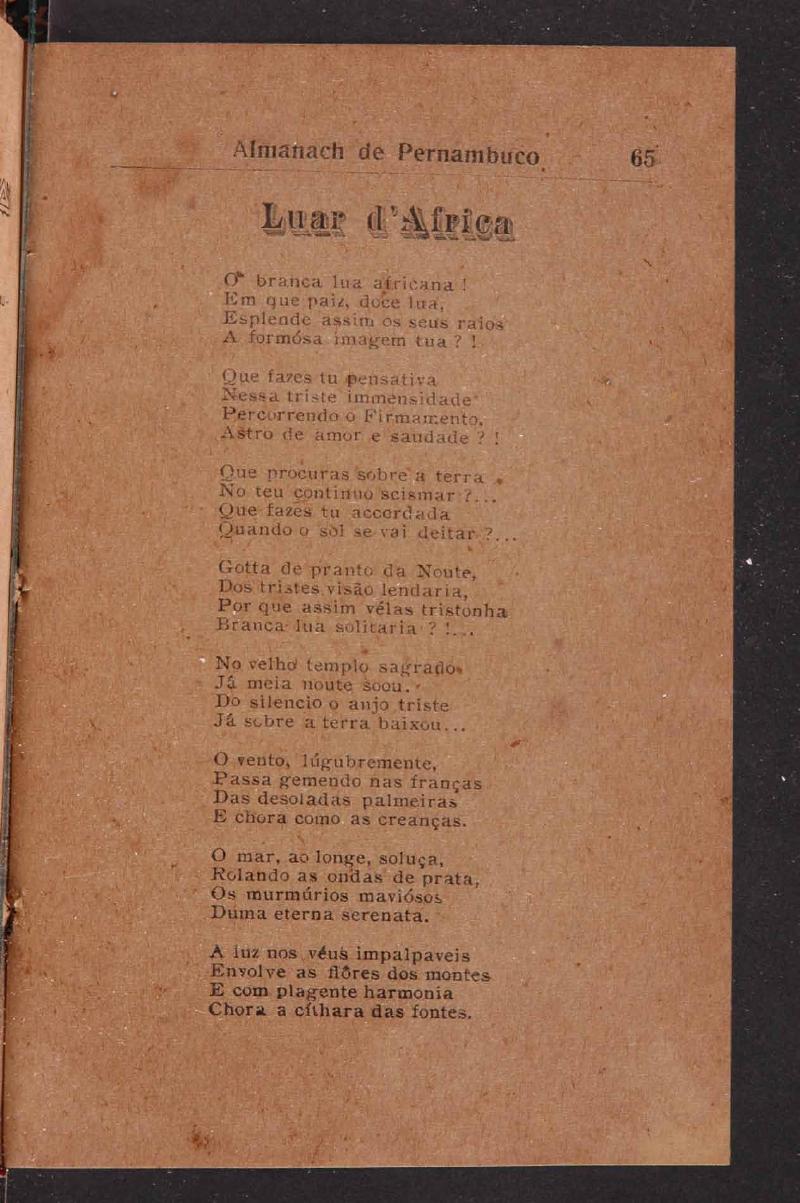 Almanach de Pernambuco 65
Luar d'Africa
O' branca lua africana !
Em que paiz, doce lua,
Esplende assim os seus raios
A formósa imagem tua ? !
Que fazes tu pensativa
Nessa triste immensidade
Percorrendo o Firmamento,
Astro de amor e saudade ? !
Que procuras sobre a terra
No teu continuo scismar ?...
Que fazes tu accordada
Quando o sòl se vai deitar ?...
Gotta de pranto da Noute,
Dos tristes visão lendaria,
Por que assim vélas tristonha
Branca lua solitaria ? !...
No velho templo sagrado
Já meia noute soou.
Do silencio o anjo triste
Já sobre a terra baixou...
O vento, lúgubremente,
Passa gemendo nas franças
Das desoladas palmeiras
E chora como as creanças.
O mar, ao longe, soluça,
Rolando as ondas de prata,
Os murmúrios maviósos
Duma eterna serenata.
A luz nos véus impalpaveis
Envolve as flôres dos montes
E com plagente harmonia
Chora a cíthara das fontes.